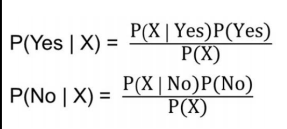 P(Yes | X) = P(X | Yes)P(Yes) / P(X)
P(No | X) = P(X | No)P(No) / P(X)